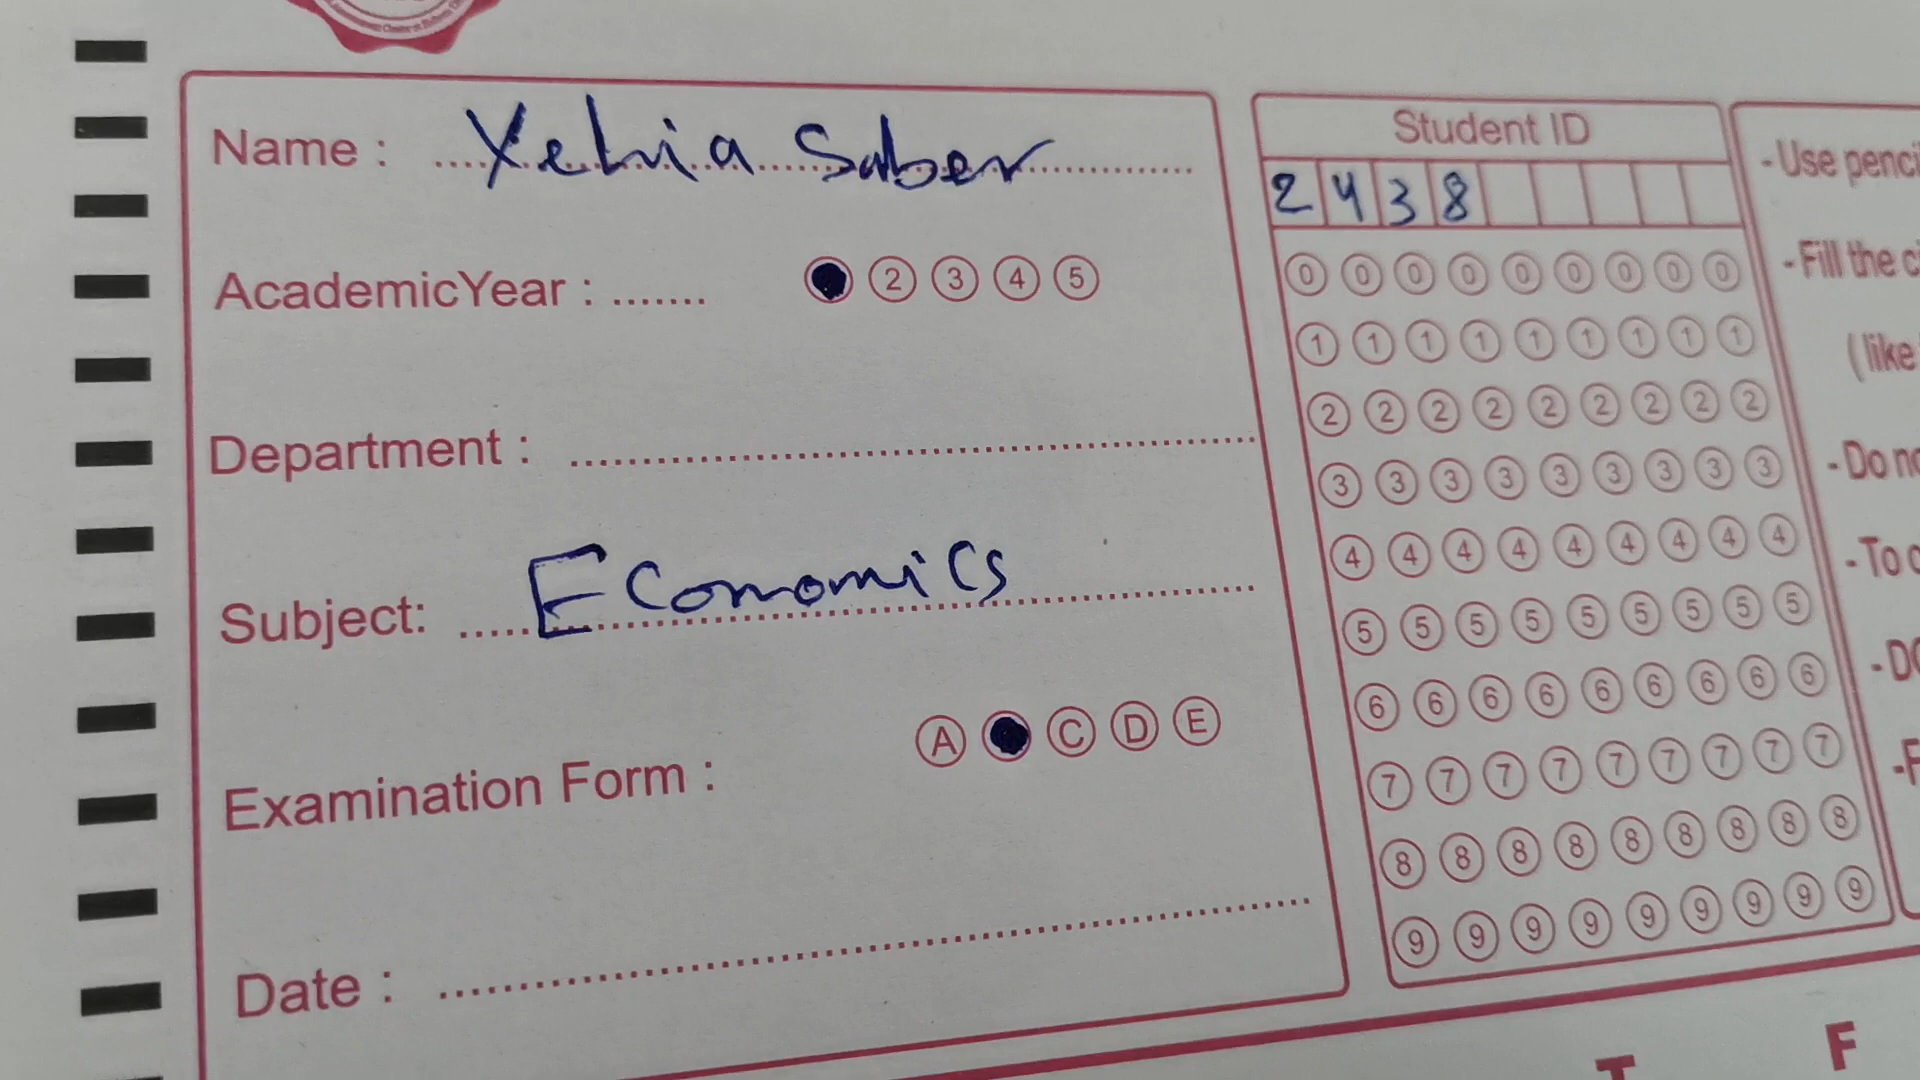 Name : Yehia Saber
AcademicYear : ....... 2 3 4 5
Department :
Subject: Economics
Examination Form : A C D E
Date :
Student ID
2 4 3 8
0 0 0 0 0 0 0 0 0
1 1 1 1 1 1 1 1 1
2 2 2 2 2 2 2 2 2
3 3 3 3 3 3 3 3 3
4 4 4 4 4 4 4 4 4
5 5 5 5 5 5 5 5 5
6 6 6 6 6 6 6 6 6
7 7 7 7 7 7 7 7 7
8 8 8 8 8 8 8 8 8
9 9 9 9 9 9 9 9 9
- Use
- Fill the
(like
- Do
- To
T F